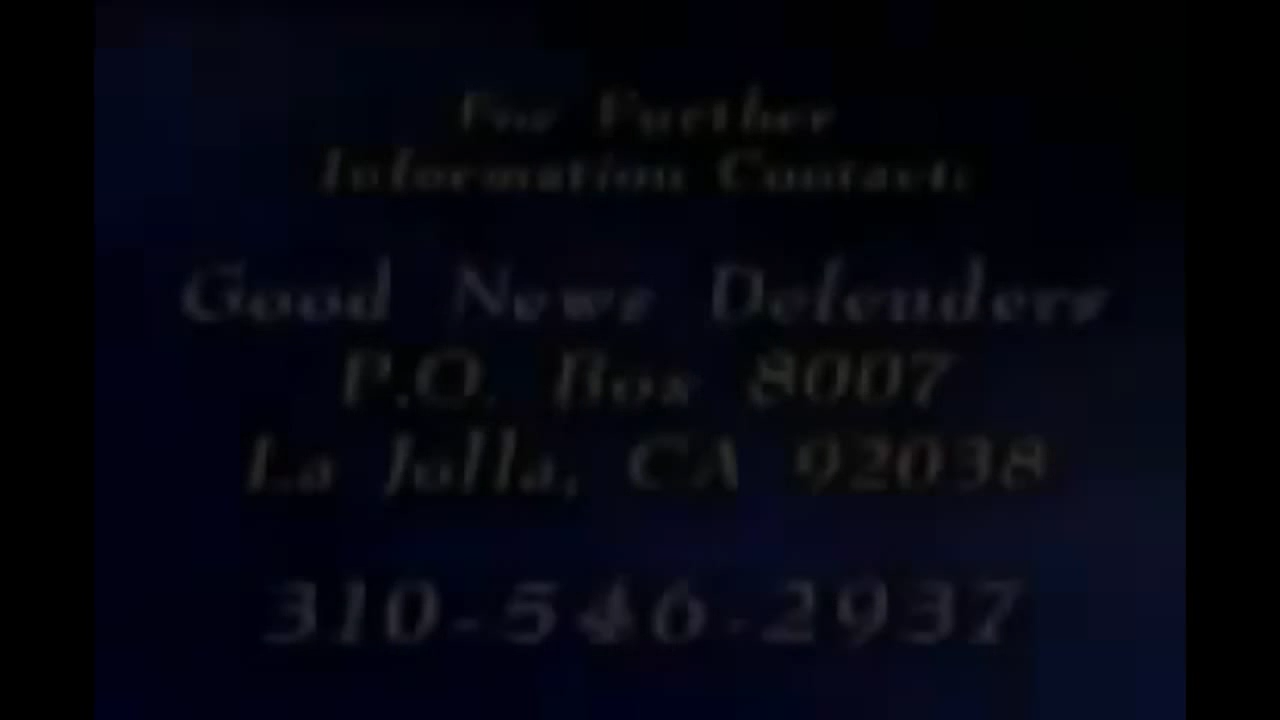 For Further
Information Contact:
Good News Defenders
P.O. Box 8007
La Jolla, CA 92038
310-546-2937